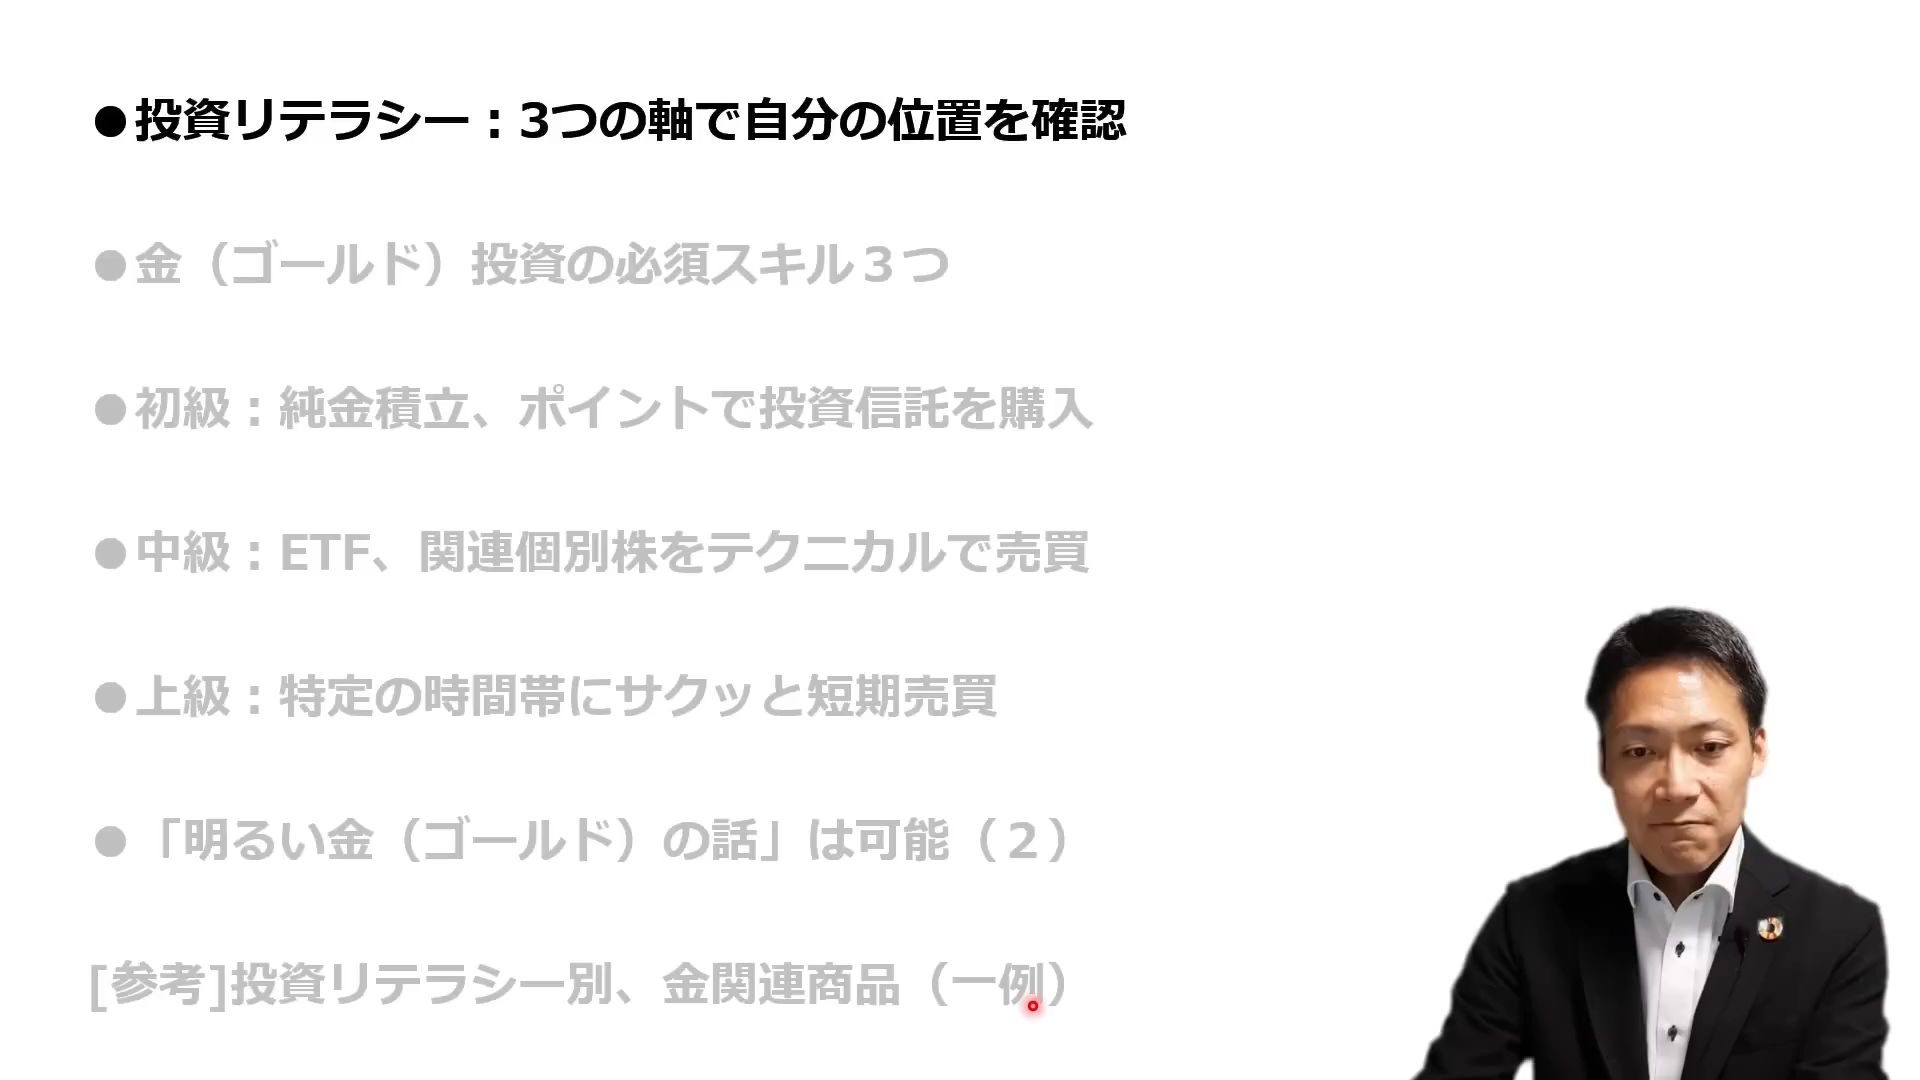 ●投資リテラシー：3つの軸で自分の位置を確認
●金（ゴールド）投資の必須スキル３つ
●初級：純金積立、ポイントで投資信託を購入
●中級：ETF、関連個別株をテクニカルで売買
●上級：特定の時間帯にサクッと短期売買
●「明るい金（ゴールド）の話」は可能（２）
[参考]投資リテラシー別、金関連商品（一例）